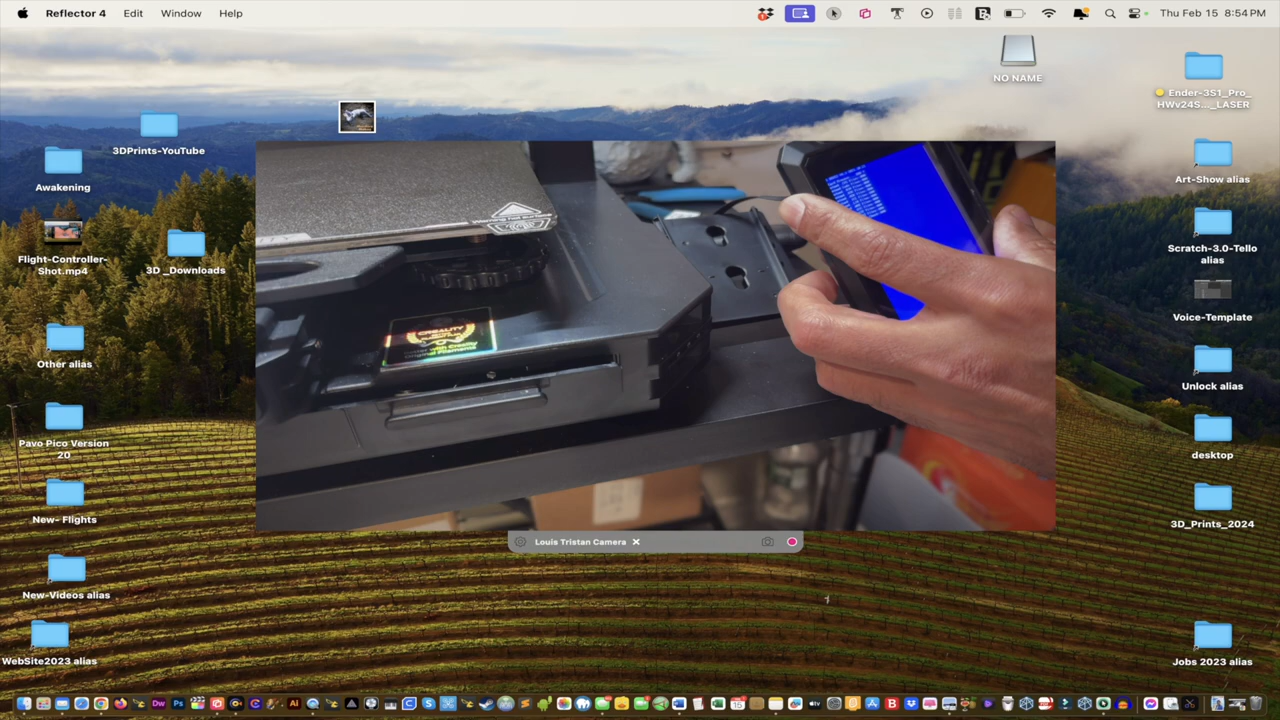 Reflector 4
Edit
Window
Help
Thu Feb 15 8:54 PM
NO NAME
Ender-3S1_Pro_
HWv24S..._LASER
3DPrints-YouTube
Awakening
Art-Show alias
Flight-Controller-
Shot.mp4
3D _Downloads
Scratch-3.0-Tello
alias
Voice-Template
CREALITY
Other alias
Unlock alias
Pavo Pico Version
20
desktop
New- Flights
3D_Prints_2024
Louis Tristan Camera
New-Videos alias
WebSite2023 alias
Jobs 2023 alias